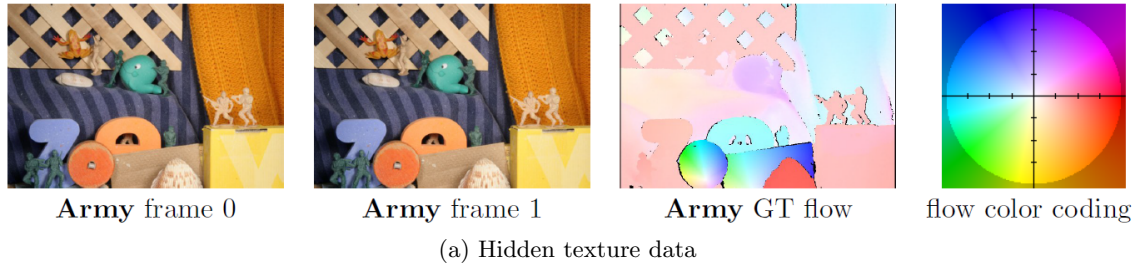 Army frame 0
Army frame 1
Army GT flow
flow color coding
(a) Hidden texture data